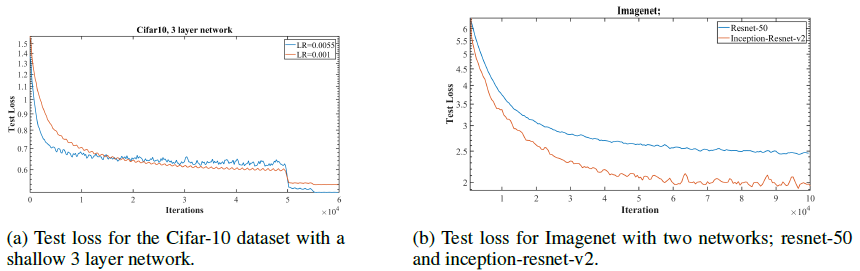 Cifar10, 3 layer network
LR=0.0055
LR=0.001
Test Loss
1.5
1.4
1.3
1.2
1.1
1
0.9
0.8
0.7
0.6
0 1 2 3 4 5 6
Iterations
×10⁴
(a) Test loss for the Cifar-10 dataset with a
shallow 3 layer network.
Imagenet;
Resnet-50
Inception-Resnet-v2
Test Loss
6
5.5
5
4.5
4
3.5
3
2.5
2
1 2 3 4 5 6 7 8 9 10
Iteration
×10⁴
(b) Test loss for Imagenet with two networks; resnet-50
and inception-resnet-v2.